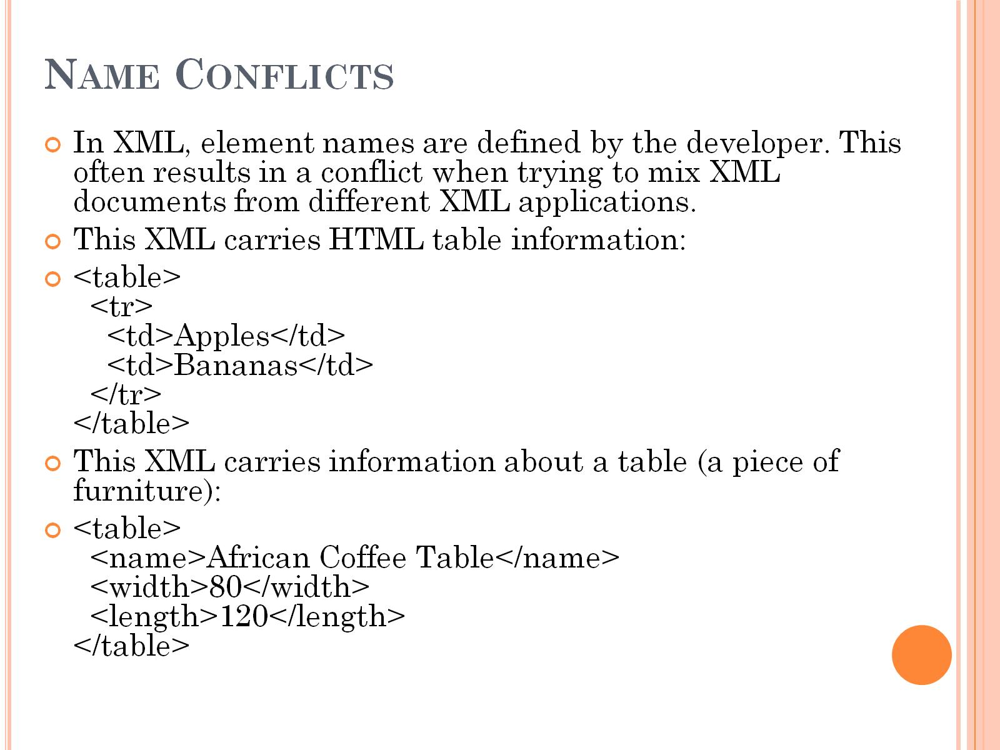 NAME CONFLICTS
In XML, element names are defined by the developer. This
often results in a conflict when trying to mix XML
documents from different XML applications.
This XML carries HTML table information:
<table>
<tr>
<td>Apples</td>
<td>Bananas</td>
</tr>
</table>
This XML carries information about a table (a piece of
furniture):
<table>
<name>African Coffee Table</name>
<width>80</width>
<length>120</length>
</table>